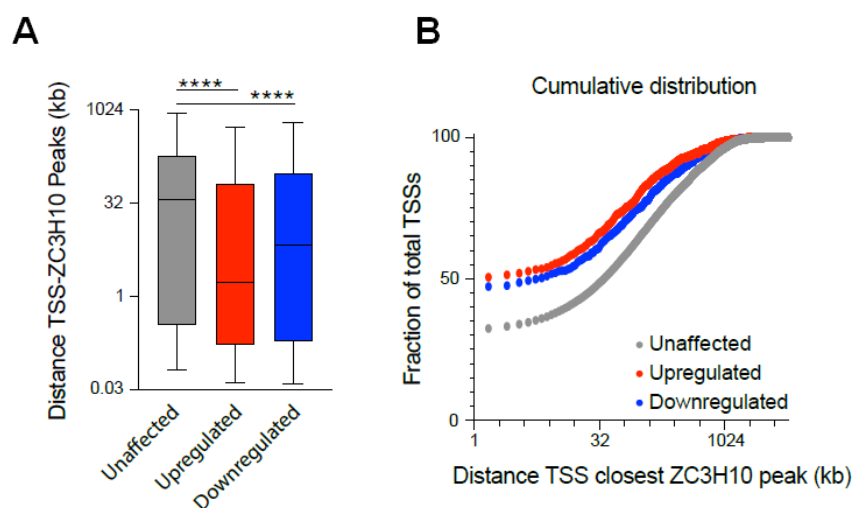 A
****
****
Distance TSS-ZC3H10 Peaks (kb)
1024
32
1
0.03
Unaffected
Upregulated
Downregulated
B
Cumulative distribution
Fraction of total TSSs
100
50
0
Unaffected
Upregulated
Downregulated
1
32
1024
Distance TSS closest ZC3H10 peak (kb)